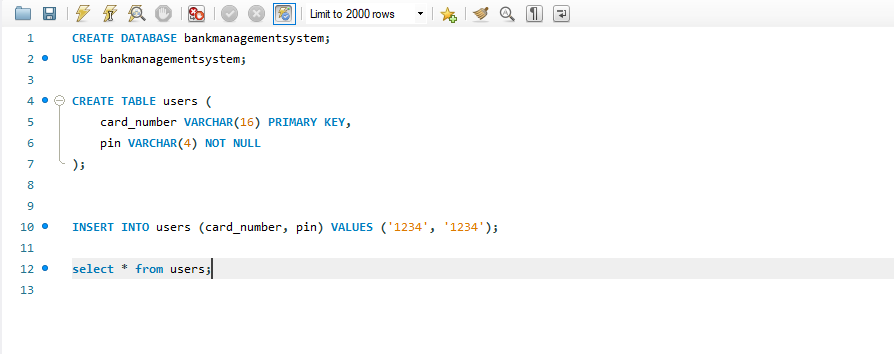 Limit to 2000 rows
1 CREATE DATABASE bankmanagementsystem;
2 USE bankmanagementsystem;
3
4 CREATE TABLE users (
5 card_number VARCHAR(16) PRIMARY KEY,
6 pin VARCHAR(4) NOT NULL
7 );
8
9
10 INSERT INTO users (card_number, pin) VALUES ('1234', '1234');
11
12 select * from users;
13